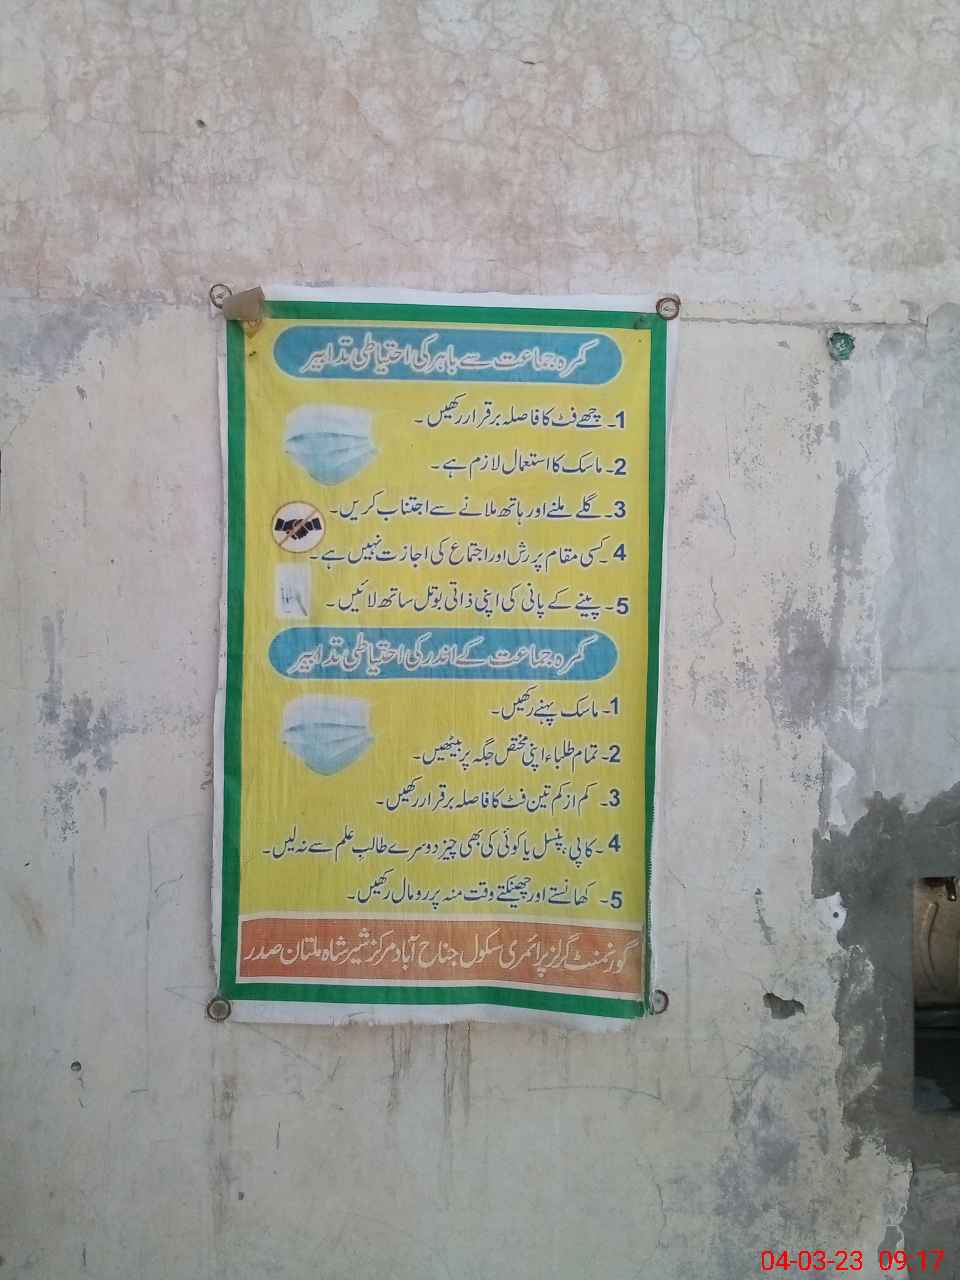 کمرہ جماعت سے باہر کی احتیاطی تدابیر
1۔ چھے فٹ کا فاصلہ برقرار رکھیں۔
2۔ ماسک کا استعمال لازم ہے۔
3۔ گلے ملنے اور ہاتھ ملانے سے اجتناب کریں۔
4۔ کسی مقام پر رش اور اجتماع کی اجازت نہیں ہے۔
5۔ پینے کے پانی کی اپنی ذاتی بوتل ساتھ لائیں۔
کمرہ جماعت کے اندر کی احتیاطی تدابیر
1۔ ماسک پہنے رکھیں۔
2۔ تمام طلباء اپنی مختص جگہ پر بیٹھیں۔
3۔ کم از کم تین فٹ کا فاصلہ برقرار رکھیں۔
4۔ کاپی، پنسل یا کوئی کی بھی چیز دوسرے طالب علم سے نہ لیں۔
5۔ کھانستے اور چھینکتے وقت منہ پر رومال رکھیں۔
گورنمنٹ گرلز پرائمری سکول جناح آباد مرکز شیر شاہ ملتان صدر
04-03-23 09:17